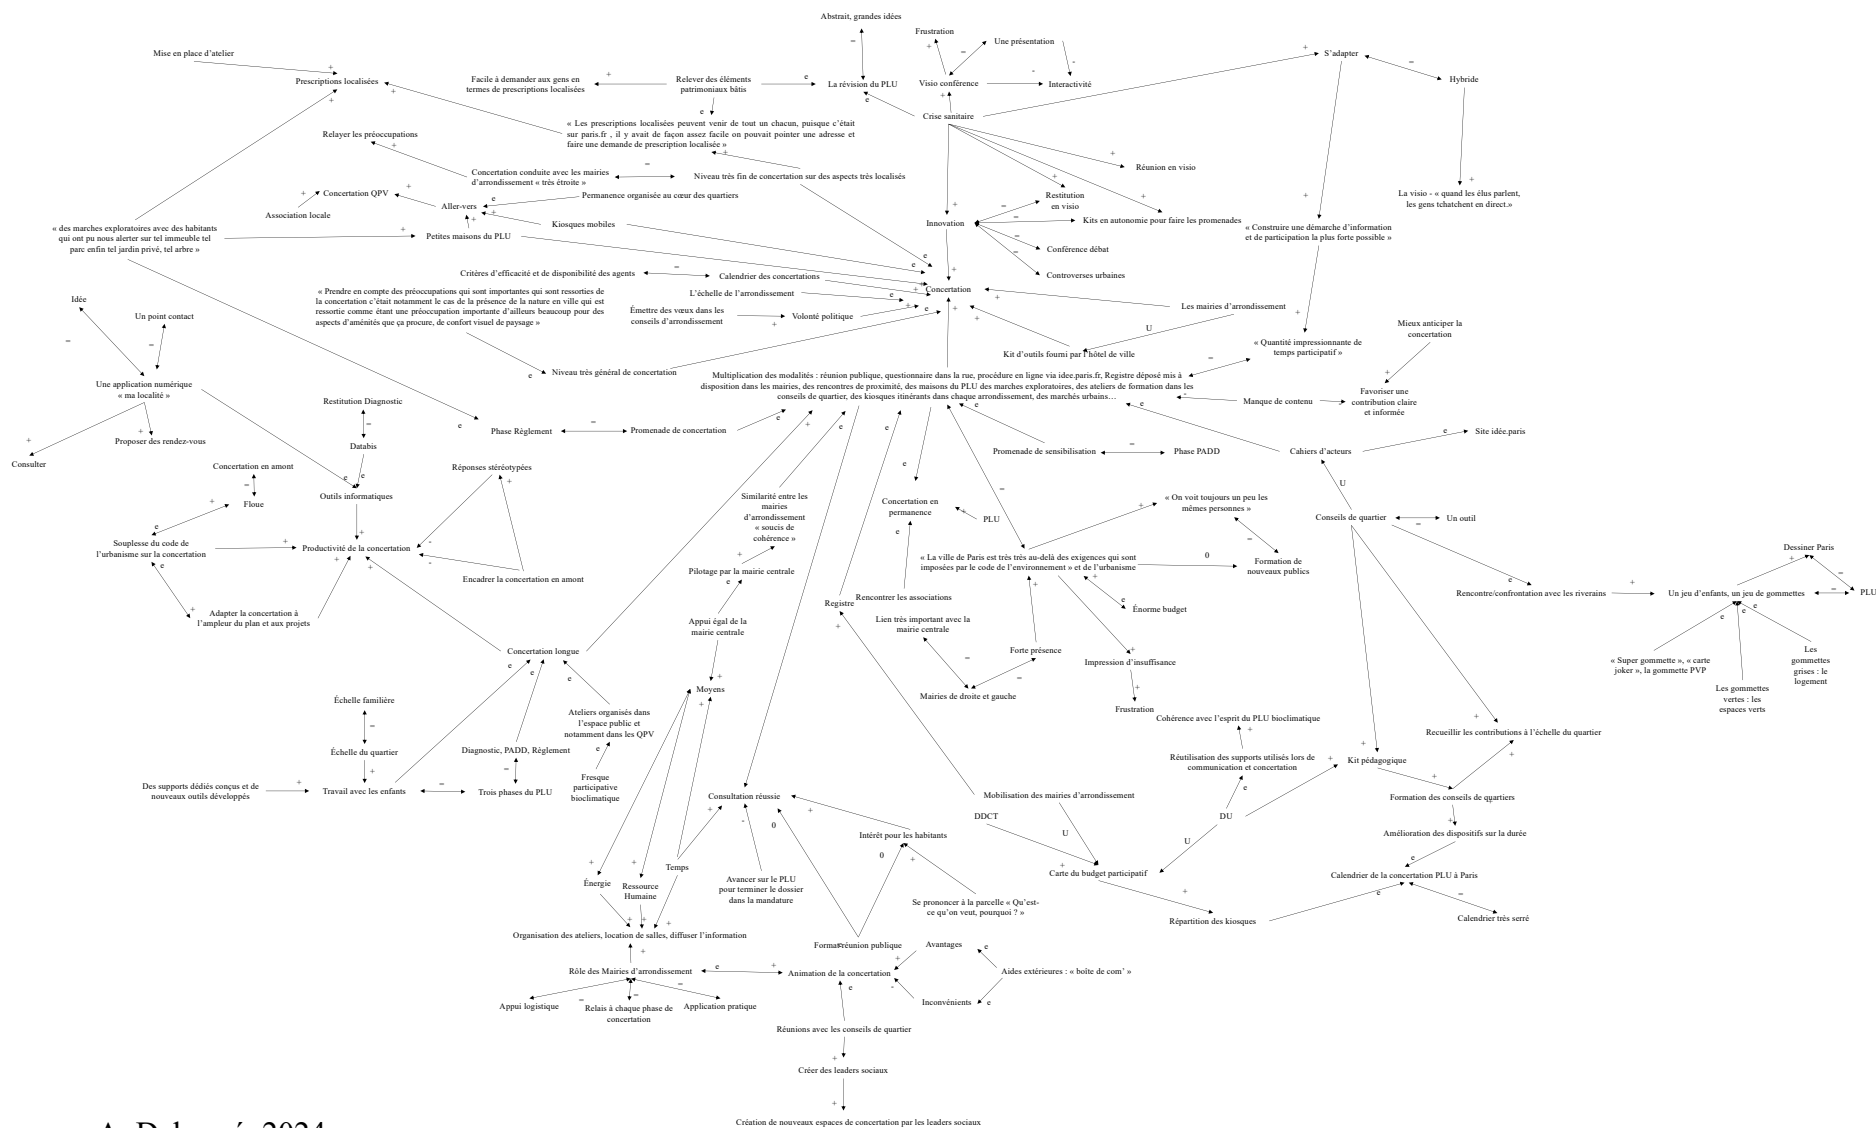 Abstrait, grandes idées
Frustration
Une présentation
Mise en place d'atelier
S'adapter
Prescriptions localisées
Facile à demander aux gens en
termes de prescriptions localisées
Relever des éléments
patrimoniaux bâtis
La révision du PLU
Visio conférence
Interactivité
Hybride
Crise sanitaire
« Les prescriptions localisées peuvent venir de tout un chacun, puisque c'était
sur paris.fr , il y avait de façon assez facile on pouvait pointer une adresse et
faire une demande de prescription localisée »
Relayer les préoccupations
Réunion en visio
Concertation conduite avec les mairies
d'arrondissement « très étroite »
Niveau très fin de concertation sur des aspects très localisés
Concertation QPV
Permanence organisée au cœur des quartiers
Restitution
en visio
La visio - « quand les élus parlent,
les gens tchatchent en direct.»
Association locale
Aller-vers
Kiosques mobiles
Innovation
Kits en autonomie pour faire les promenades
« des marches exploratoires avec des habitants
qui ont pu nous alerter sur tel immeuble tel
parc enfin tel jardin privé, tel arbre »
Petites maisons du PLU
« Construire une démarche d'information
et de participation la plus forte possible »
Conférence débat
Critères d'efficacité et de disponibilité des agents
Calendrier des concertations
Controverses urbaines
« Prendre en compte des préoccupations qui sont importantes qui sont ressorties de
la concertation c'était notamment le cas de la présence de la nature en ville qui est
ressortie comme étant une préoccupation importante d'ailleurs beaucoup pour des
aspects d'aménités que ça procure, de confort visuel de paysage »
L'échelle de l'arrondissement
Concertation
Idée
Un point contact
Émettre des vœux dans les
conseils d'arrondissement
Volonté politique
Les mairies d'arrondissement
Mieux anticiper la
concertation
Kit d'outils fourni par l'hôtel de ville
« Quantité impressionnante de
temps participatif »
Une application numérique
« ma localité »
Niveau très général de concertation
Multiplication des modalités : réunion publique, questionnaire dans la rue, procédure en ligne via idee.paris.fr, Registre déposé mis à
disposition dans les mairies, des rencontres de proximité, des maisons du PLU des marches exploratoires, des ateliers de formation dans les
conseils de quartier, des kiosques itinérants dans chaque arrondissement, des marchés urbains…
Manque de contenu
Favoriser une
contribution claire
et informée
Restitution Diagnostic
Proposer des rendez-vous
Consulter
Databis
Phase Règlement
Promenade de concertation
Promenade de sensibilisation
Phase PADD
Cahiers d'acteurs
Site idée.paris
Concertation en amont
Floue
Réponses stéréotypées
Outils informatiques
Similarité entre les
mairies
d'arrondissement
« soucis de
cohérence »
Concertation en
permanence
PLU
« On voit toujours un peu les
mêmes personnes »
Conseils de quartier
Un outil
Souplesse du code de
l'urbanisme sur la concertation
Productivité de la concertation
Encadrer la concertation en amont
Pilotage par la mairie centrale
« La ville de Paris est très très au-delà des exigences qui sont
imposées par le code de l'environnement » et de l'urbanisme
Formation de
nouveaux publics
Dessiner Paris
Rencontre/confrontation avec les riverains
Un jeu d'enfants, un jeu de gommettes
PLU
Adapter la concertation à
l'ampleur du plan et aux projets
Registre
Rencontrer les associations
Énorme budget
Appui égal de la
mairie centrale
Lien très important avec la
mairie centrale
Concertation longue
Forte présence
Impression d'insuffisance
« Super gommette », « carte
joker », la gommette PVP
Les
gommettes
grises : le
logement
Les gommettes
vertes : les
espaces verts
Échelle familière
Moyens
Mairies de droite et gauche
Frustration
Ateliers organisés dans
l'espace public et
notamment dans les QPV
Cohérence avec l'esprit du PLU bioclimatique
Recueillir les contributions à l'échelle du quartier
Échelle du quartier
Diagnostic, PADD, Règlement
Réutilisation des supports utilisés lors de
communication et concertation
Kit pédagogique
Des supports dédiés conçus et de
nouveaux outils développés
Travail avec les enfants
Trois phases du PLU
Fresque
participative
bioclimatique
Consultation réussie
Mobilisation des mairies d'arrondissement
Formation des conseils de quartiers
DDCT
DU
Intérêt pour les habitants
Amélioration des dispositifs sur la durée
Temps
Énergie
Ressource
Humaine
Avancer sur le PLU
pour terminer le dossier
dans la mandature
Carte du budget participatif
Calendrier de la concertation PLU à Paris
Se prononcer à la parcelle « Qu'est-
ce qu'on veut, pourquoi ? »
Répartition des kiosques
Calendrier très serré
Organisation des ateliers, location de salles, diffuser l'information
Format réunion publique
Avantages
Rôle des Mairies d'arrondissement
Animation de la concertation
Aides extérieures : « boîte de com' »
Appui logistique
Relais à chaque phase de
concertation
Application pratique
Inconvénients
Réunions avec les conseils de quartier
Créer des leaders sociaux
Création de nouveaux espaces de concertation par les leaders sociaux